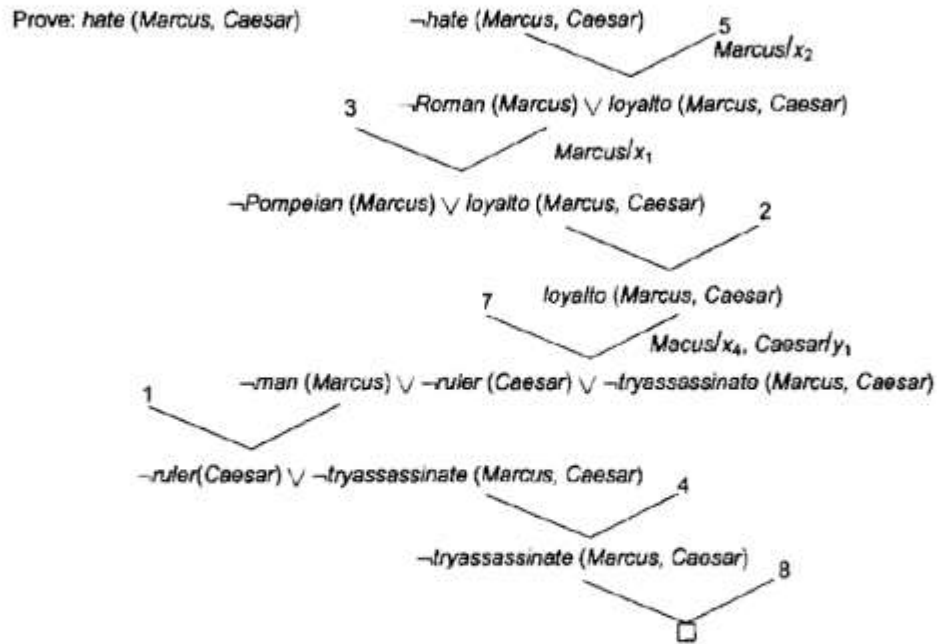 Prove: hate (Marcus, Caesar) ¬hate (Marcus, Caesar) 5
Marcus/x₂
3 ¬Roman (Marcus) ∨ loyalto (Marcus, Caesar)
Marcus/x₁
¬Pompeian (Marcus) ∨ loyalto (Marcus, Caesar) 2
7 loyalto (Marcus, Caesar)
Macus/x₄, Caesar/y₁
1 ¬man (Marcus) ∨ ¬ruler (Caesar) ∨ ¬tryassassinate (Marcus, Caesar)
¬ruler(Caesar) ∨ ¬tryassassinate (Marcus, Caesar) 4
¬tryassassinate (Marcus, Caesar) 8